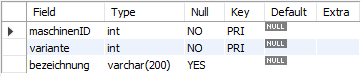 Field Type Null Key Default Extra
maschinenID int NO PRI NULL
variante int NO PRI NULL
bezeichnung varchar(200) YES NULL